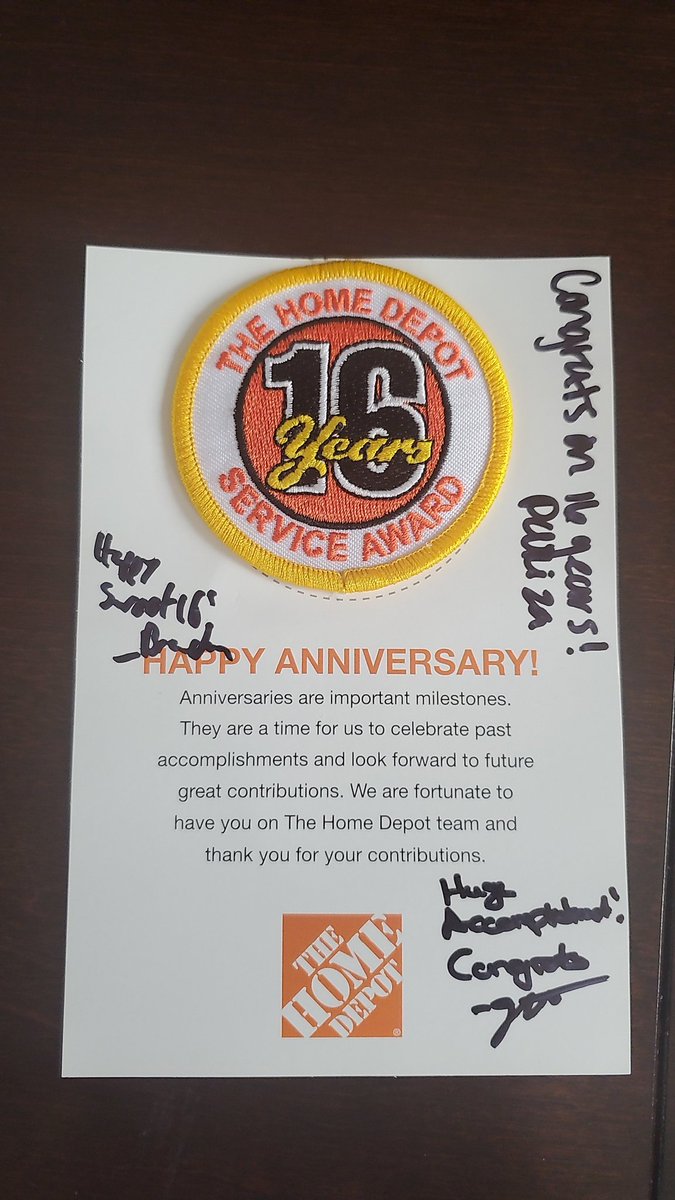 THE HOME DEPOT
16
Years
SERVICE AWARD
Congrats on 16 years!
Happy
Sweet 16
HAPPY ANNIVERSARY!
Anniversaries are important milestones.
They are a time for us to celebrate past
accomplishments and look forward to future
great contributions. We are fortunate to
have you on The Home Depot team and
thank you for your contributions.
Huge
Accomplishment!
Congrats
THE
HOME
DEPOT
®